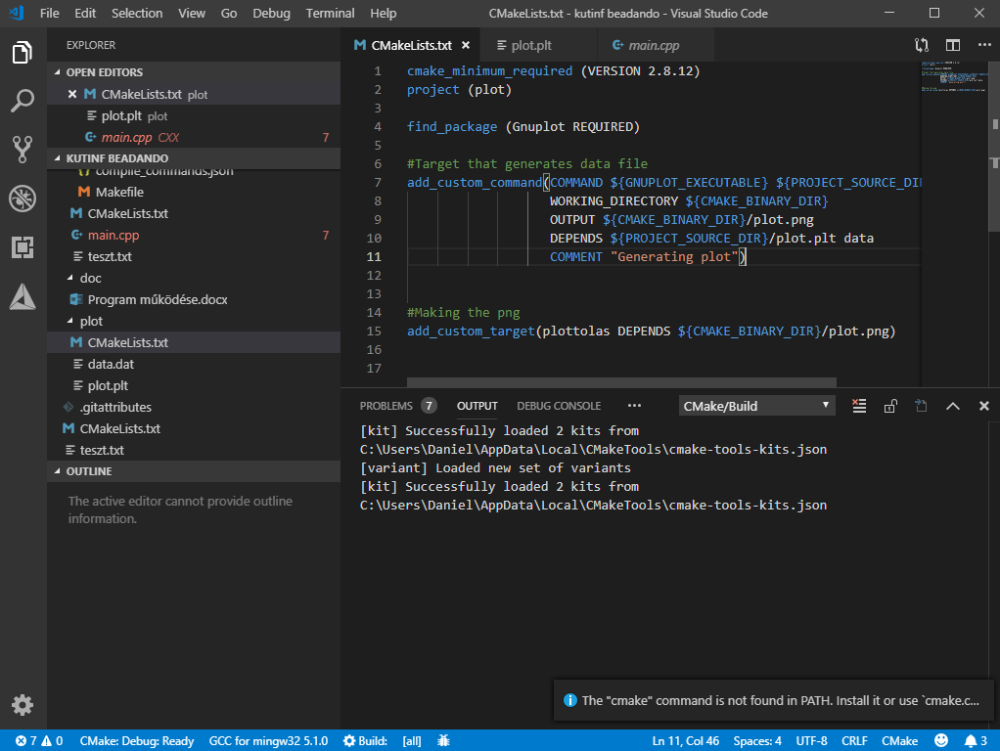 File Edit Selection View Go Debug Terminal Help CMakeLists.txt - kutinf beadando - Visual Studio Code
EXPLORER
OPEN EDITORS
CMakeLists.txt plot
plot.plt plot
main.cpp CXX 7
KUTINF BEADANDO
compile_commands.json
Makefile
CMakeLists.txt
main.cpp 7
teszt.txt
doc
Program működése.docx
plot
CMakeLists.txt
data.dat
plot.plt
.gitattributes
CMakeLists.txt
teszt.txt
OUTLINE
The active editor cannot provide outline
information.
CMakeLists.txt plot.plt main.cpp
1 cmake_minimum_required (VERSION 2.8.12)
2 project (plot)
3
4 find_package (Gnuplot REQUIRED)
5
6 #Target that generates data file
7 add_custom_command(COMMAND ${GNUPLOT_EXECUTABLE} ${PROJECT_SOURCE_DI
8 WORKING_DIRECTORY ${CMAKE_BINARY_DIR}
9 OUTPUT ${CMAKE_BINARY_DIR}/plot.png
10 DEPENDS ${PROJECT_SOURCE_DIR}/plot.plt data
11 COMMENT "Generating plot")
12
13
14 #Making the png
15 add_custom_target(plottolas DEPENDS ${CMAKE_BINARY_DIR}/plot.png)
16
17
PROBLEMS 7 OUTPUT DEBUG CONSOLE ••• CMake/Build
[kit] Successfully loaded 2 kits from
C:\Users\Daniel\AppData\Local\CMakeTools\cmake-tools-kits.json
[variant] Loaded new set of variants
[kit] Successfully loaded 2 kits from
C:\Users\Daniel\AppData\Local\CMakeTools\cmake-tools-kits.json
The "cmake" command is not found in PATH. Install it or use `cmake.c...
7 0 CMake: Debug: Ready GCC for mingw32 5.1.0 Build: [all] Ln 11, Col 46 Spaces: 4 UTF-8 CRLF CMake 3